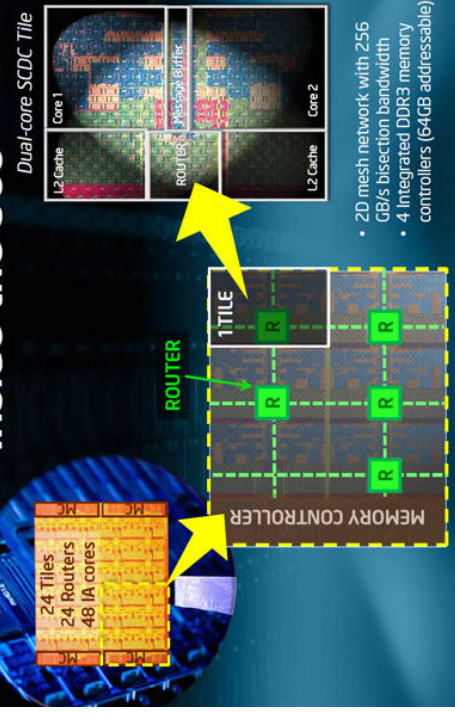 Dual-core SCDC Tile
24 Tiles
24 Routers
48 IA cores
MC
MC
MC
MC
ROUTER
1 TILE
R
R
R
R
R
MEMORY CONTROLLER
L2 Cache
Core 1
ROUTER
Message Buffer
L2 Cache
Core 2
• 2D mesh network with 256
GB/s bisection bandwidth
• 4 Integrated DDR3 memory
controllers (64GB addressable)